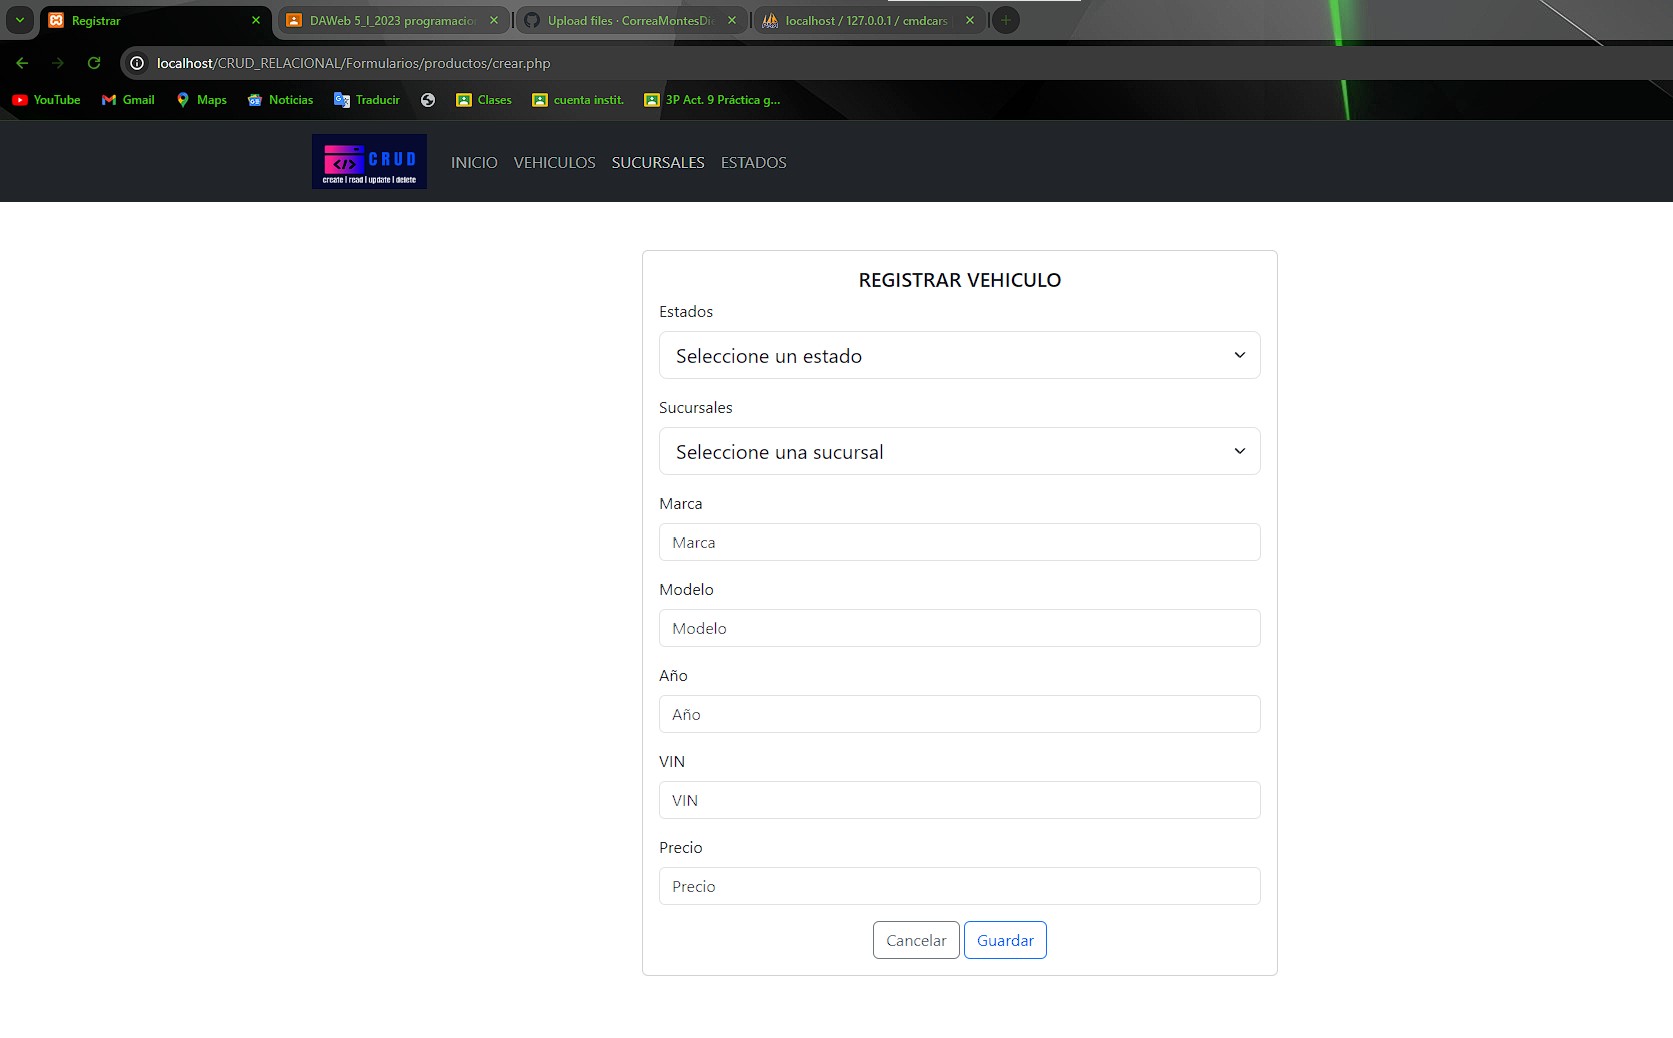 Registrar
DAWeb 5_I_2023 programacio
Upload files · CorreaMontesDie
localhost / 127.0.0.1 / cmdcars
localhost/CRUD_RELACIONAL/Formularios/productos/crear.php
YouTube
Gmail
Maps
Noticias
Traducir
Clases
cuenta instit.
3P Act. 9 Práctica g...
</> CRUD
create | read | update | delete
INICIO
VEHICULOS
SUCURSALES
ESTADOS
REGISTRAR VEHICULO
Estados
Seleccione un estado
Sucursales
Seleccione una sucursal
Marca
Marca
Modelo
Modelo
Año
Año
VIN
VIN
Precio
Precio
Cancelar
Guardar